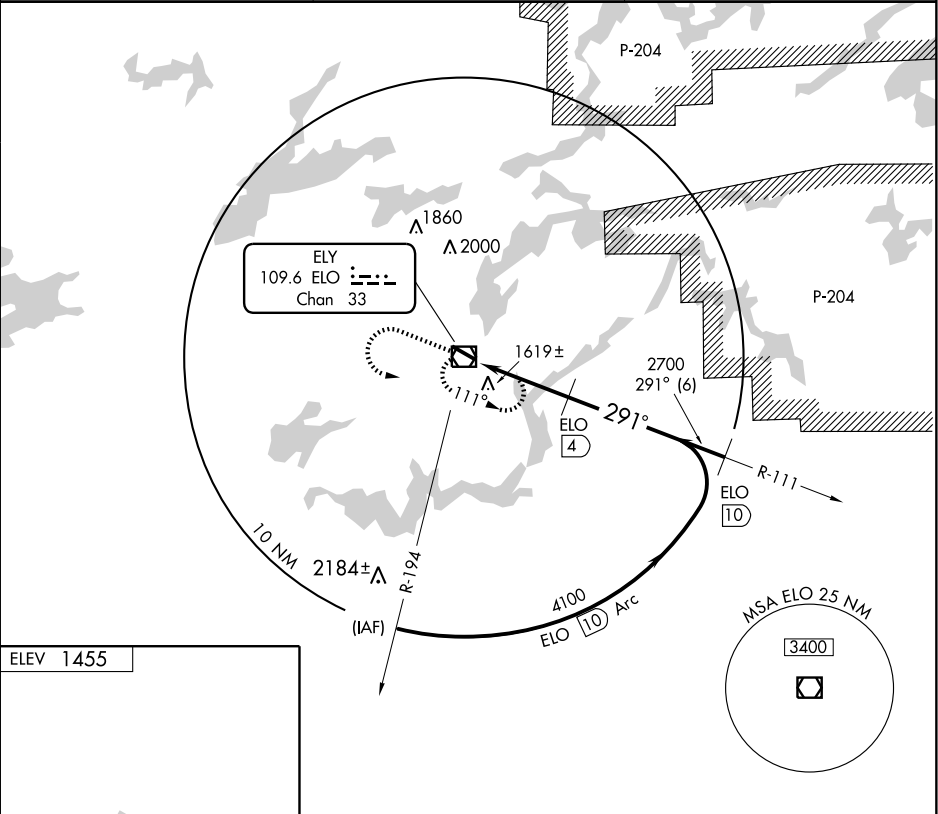 P-204
1860
2000
ELY
109.6 ELO
Chan 33
P-204
1619±
2700
291° (6)
111°
ELO
4
291°
R-111
ELO
10
10 NM
2184±
R-194
(IAF)
4100
ELO 10 Arc
MSA ELO 25 NM
3400
ELEV 1455